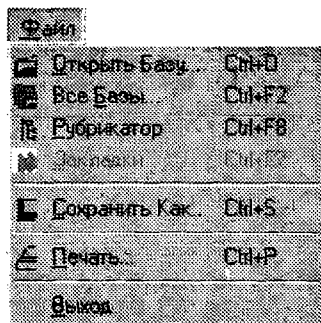 Файл
Открыть Базу... Ctrl+O
Все Базы... Ctrl+F2
Рубрикатор Ctrl+F8
Закладки
Сохранить Как... Ctrl+S
Печать... Ctrl+P
Выход